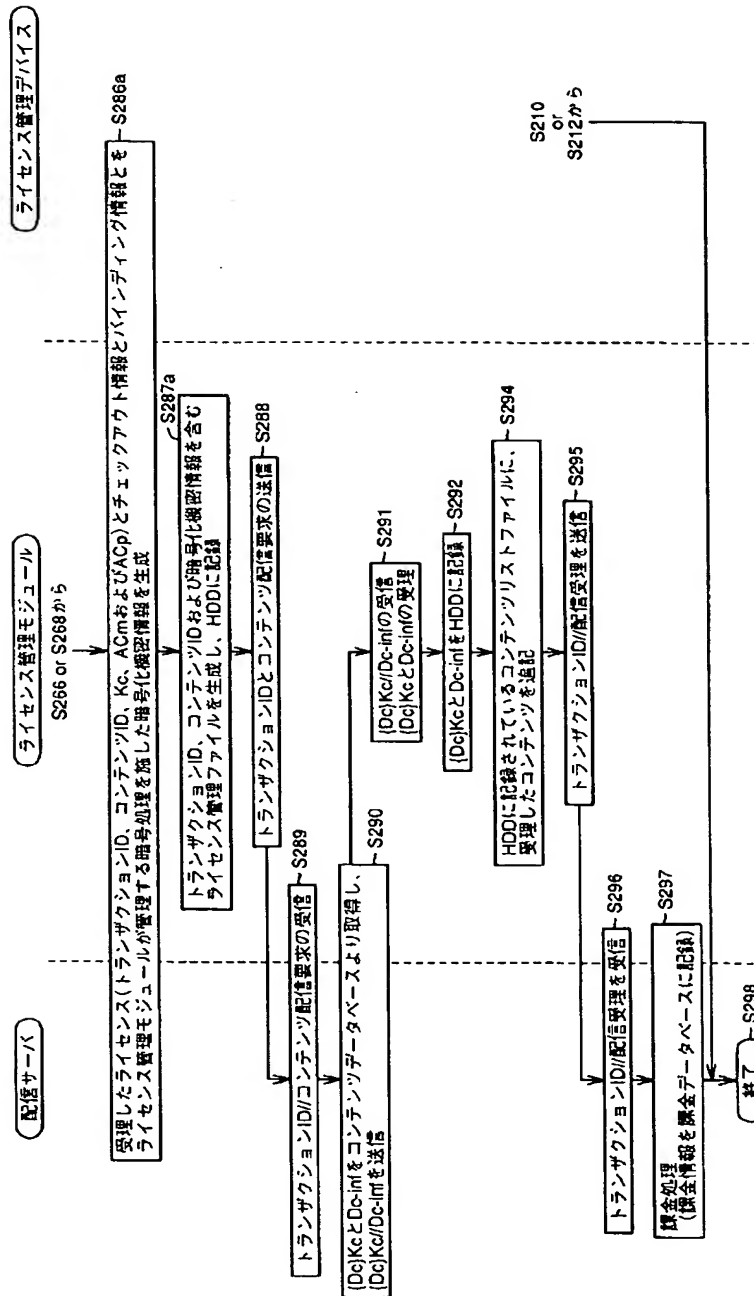 配信サーバ
ライセンス管理モジュール
ライセンス管理デバイス
S266 or S268から
S286a
受理したライセンス(トランザクションID、コンテンツID、Kc、ACmおよびACp)とチェックアウト情報とバインディング情報とを
ライセンス管理モジュールが管理する暗号処理を施した暗号化機密情報を生成
S287a
トランザクションID、コンテンツIDおよび暗号化機密情報を含む
ライセンス管理ファイルを生成し、HDDに記録
S288
トランザクションIDとコンテンツ配信要求の送信
S289
トランザクションID//コンテンツ配信要求の受信
S290
{Dc}KcとDc-infをコンテンツデータベースより取得し、
{Dc}Kc//Dc-infを送信
S291
{Dc}Kc//Dc-infの受信
{Dc}KcとDc-infの受理
S292
{Dc}KcとDc-infをHDDに記録
S294
HDDに記録されているコンテンツリストファイルに、
受理したコンテンツを追記
S295
トランザクションID//配信受理を送信
S296
トランザクションID//配信受理を受信
S297
課金処理
(課金情報を課金データベースに記録)
S210
or
S212から
S298
終了